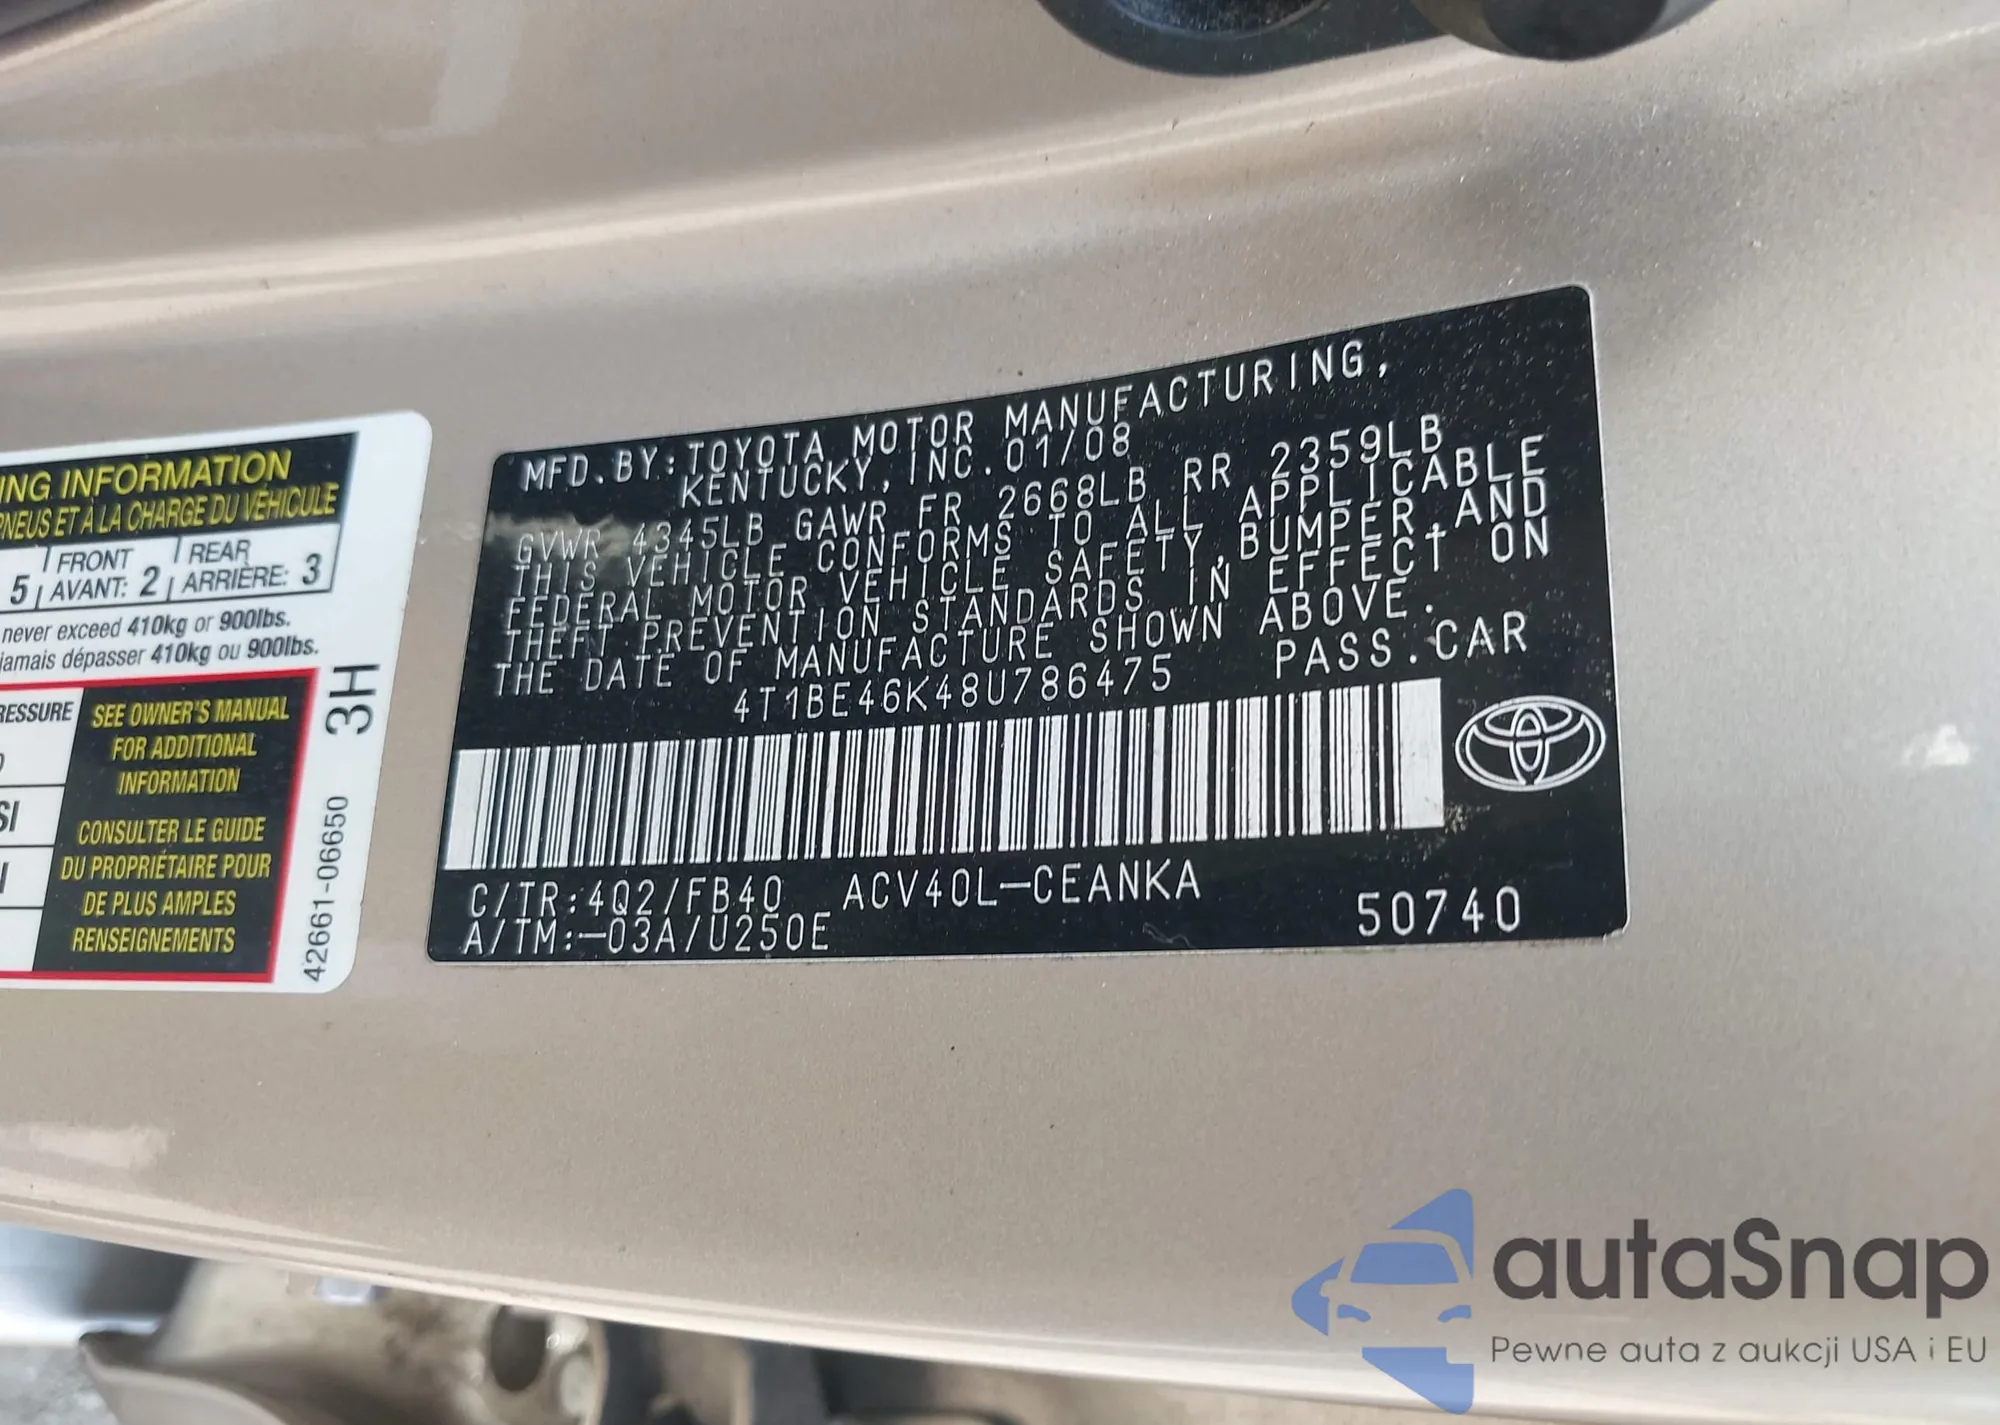 MFD.BY:TOYOTA MOTOR MANUFACTURING,
KENTUCKY, INC.01/08
GVWR 4345LB GAWR FR 2668LB RR 2359LB
THIS VEHICLE CONFORMS TO ALL APPLICABLE
FEDERAL MOTOR VEHICLE SAFETY,BUMPER,AND
THEFT PREVENTION STANDARDS IN EFFECT ON
THE DATE OF MANUFACTURE SHOWN ABOVE.
4T1BE46K48U786475 PASS.CAR
C/TR:4Q2/FB40 ACV40L-CEANKA
A/TM:-03A/U250E 50740
ING INFORMATION
PNEUS ET À LA CHARGE DU VÉHICULE
5 FRONT AVANT: 2 REAR ARRIÈRE: 3
never exceed 410kg or 900lbs.
jamais dépasser 410kg ou 900lbs.
RESSURE
SI
SEE OWNER'S MANUAL
FOR ADDITIONAL
INFORMATION
CONSULTER LE GUIDE
DU PROPRIÉTAIRE POUR
DE PLUS AMPLES
RENSEIGNEMENTS
3H
42661-06650
autaSnap
Pewne auta z aukcji USA i EU